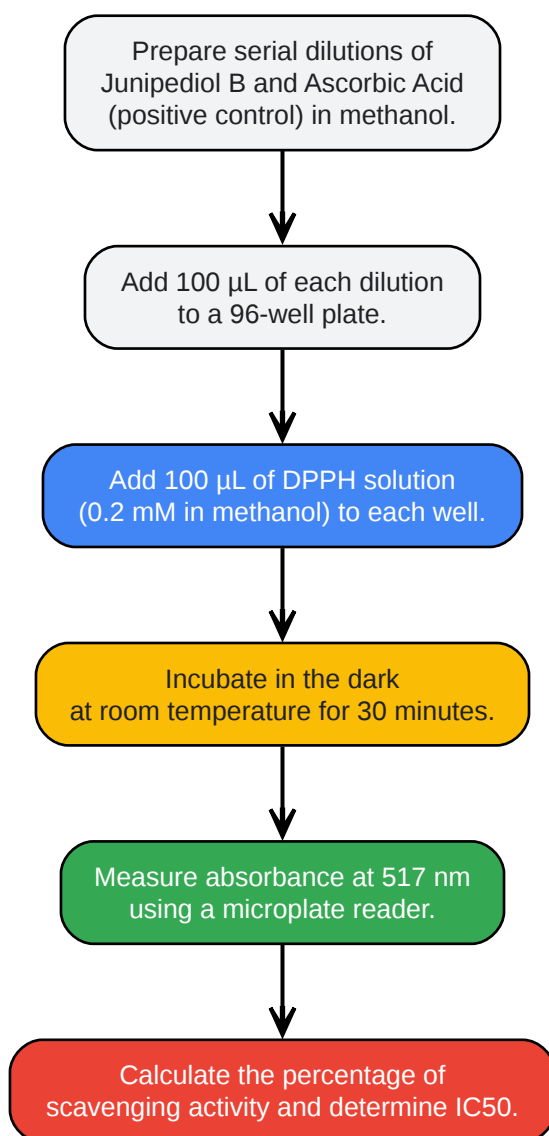 Prepare serial dilutions of
Junipediol B and Ascorbic Acid
(positive control) in methanol.
Add 100 µL of each dilution
to a 96-well plate.
Add 100 µL of DPPH solution
(0.2 mM in methanol) to each well.
Incubate in the dark
at room temperature for 30 minutes.
Measure absorbance at 517 nm
using a microplate reader.
Calculate the percentage of
scavenging activity and determine IC50.